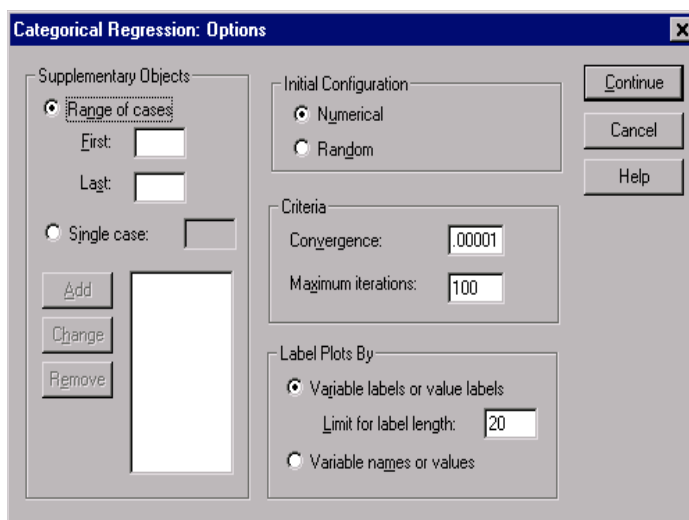 Categorical Regression: Options
Supplementary Objects
Range of cases
First:
Last:
Single case:
Add
Change
Remove
Initial Configuration
Numerical
Random
Criteria
Convergence: .00001
Maximum iterations: 100
Label Plots By
Variable labels or value labels
Limit for label length: 20
Variable names or values
Continue
Cancel
Help